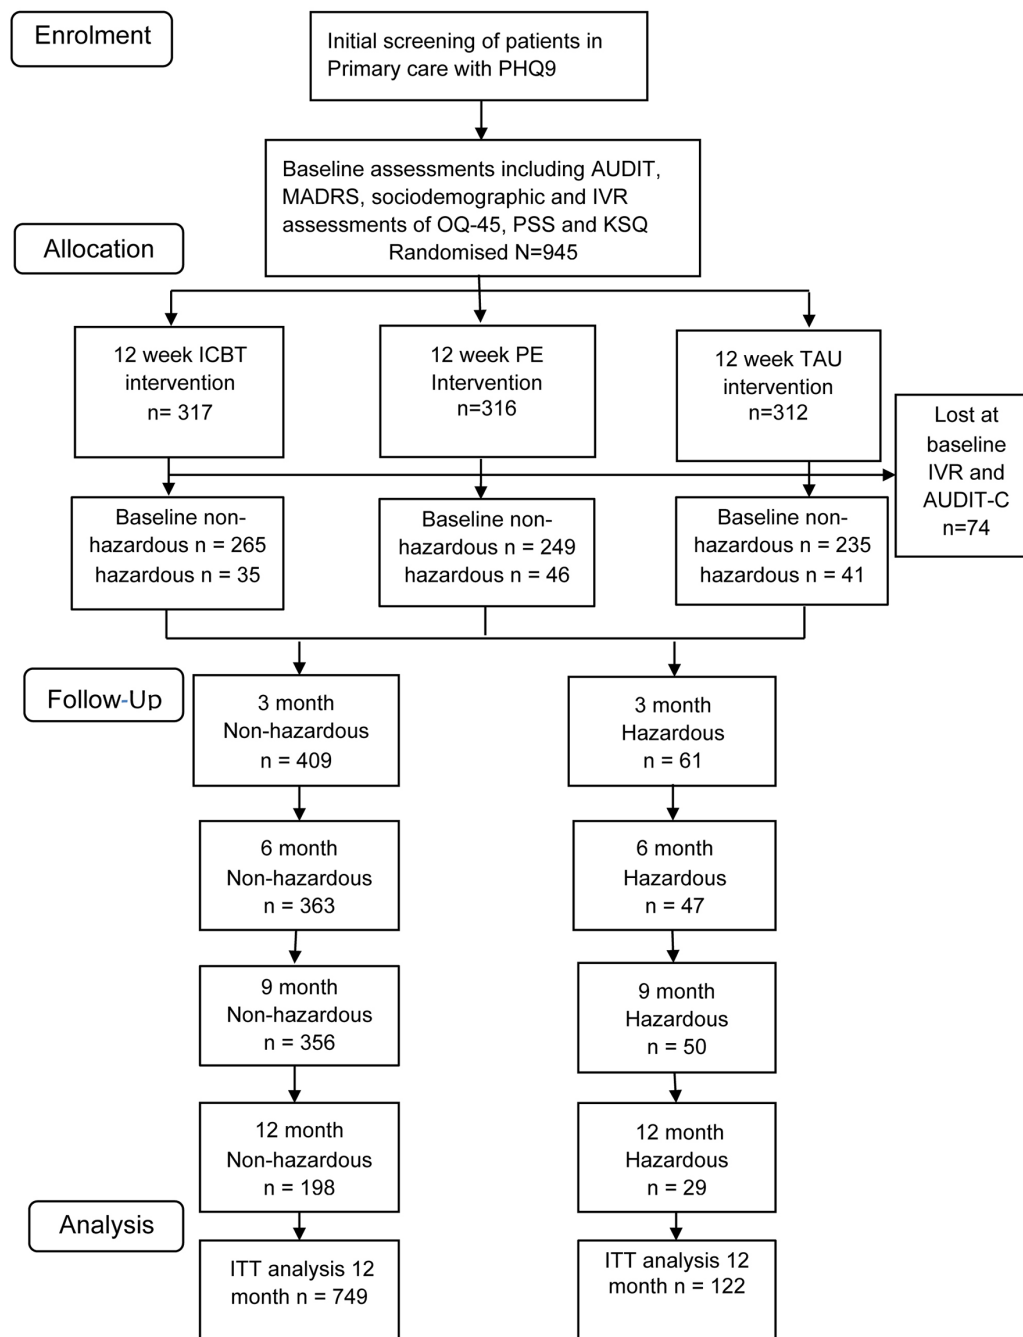 Enrolment
Initial screening of patients in
Primary care with PHQ9
Baseline assessments including AUDIT,
MADRS, sociodemographic and IVR
assessments of OQ-45, PSS and KSQ
Randomised N=945
Allocation
12 week ICBT
intervention
n= 317
12 week PE
Intervention
n=316
12 week TAU
intervention
n=312
Lost at
baseline
IVR and
AUDIT-C
n=74
Baseline non-
hazardous n = 265
hazardous n = 35
Baseline non-
hazardous n = 249
hazardous n = 46
Baseline non-
hazardous n = 235
hazardous n = 41
Follow-Up
3 month
Non-hazardous
n = 409
3 month
Hazardous
n = 61
6 month
Non-hazardous
n = 363
6 month
Hazardous
n = 47
9 month
Non-hazardous
n = 356
9 month
Hazardous
n = 50
12 month
Non-hazardous
n = 198
12 month
Hazardous
n = 29
Analysis
ITT analysis 12
month n = 749
ITT analysis 12
month n = 122